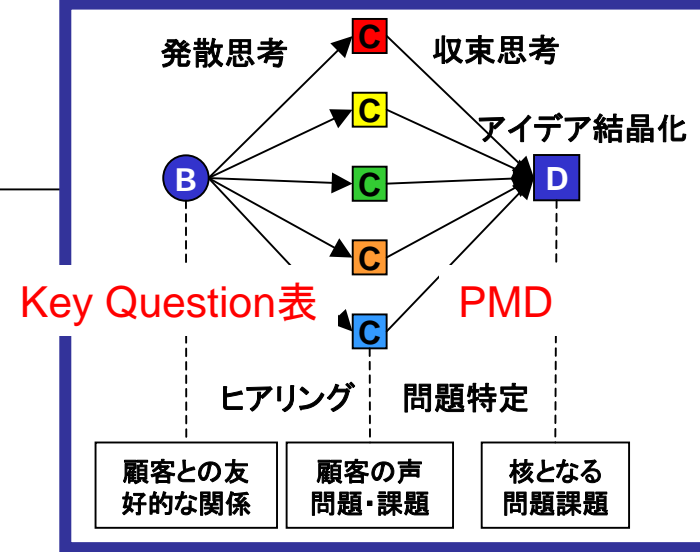 発散思考
C
収束思考
C
アイデア結晶化
B
C
D
C
Key Question表
PMD
C
ヒアリング
問題特定
顧客との友
好的な関係
顧客の声
問題・課題
核となる
問題課題